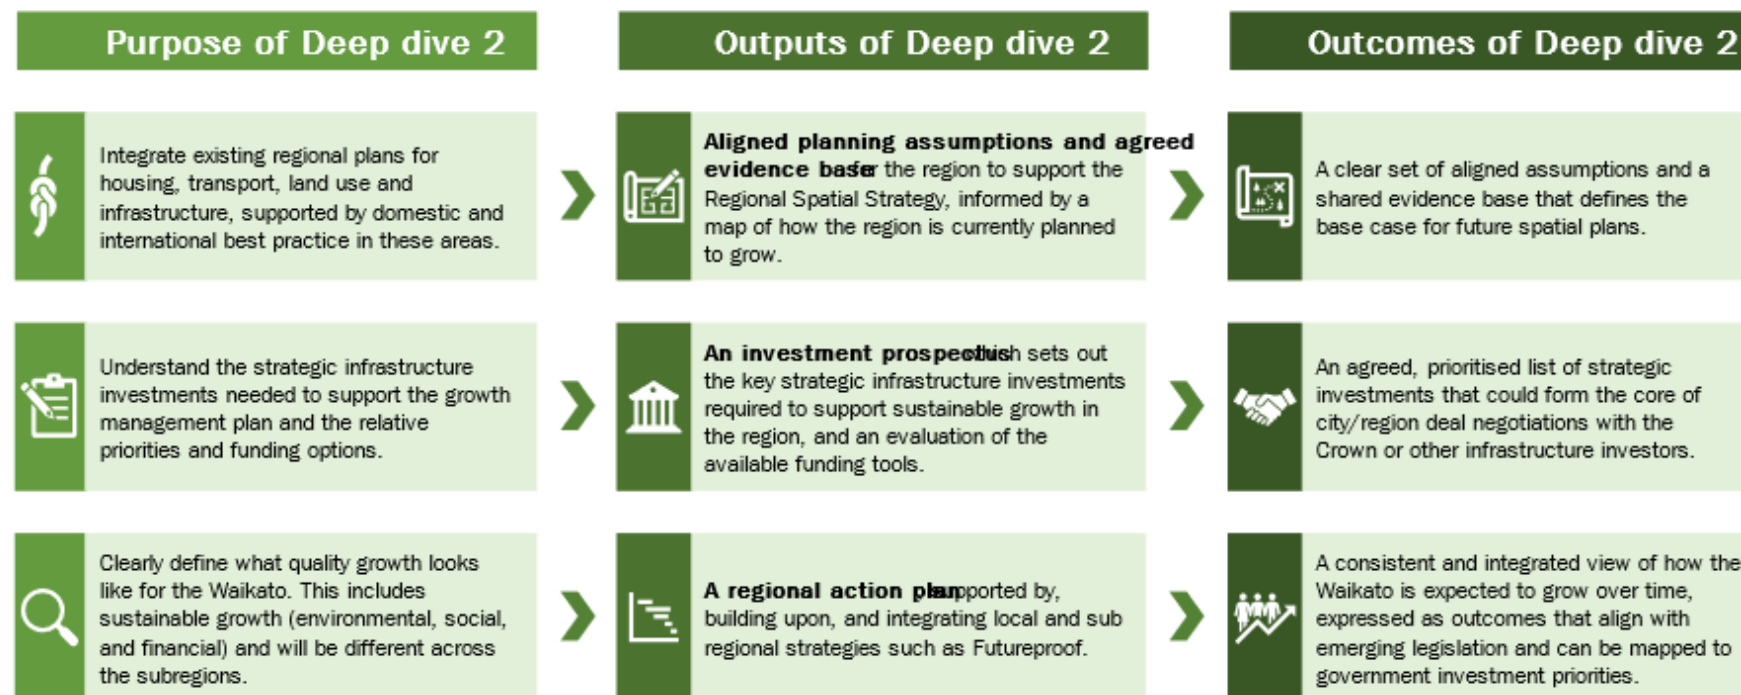 Purpose of Deep dive 2
Outputs of Deep dive 2
Outcomes of Deep dive 2
Integrate existing regional plans for
housing, transport, land use and
infrastructure, supported by domestic and
international best practice in these areas.
Aligned planning assumptions and agreed
evidence base for the region to support the
Regional Spatial Strategy, informed by a
map of how the region is currently planned
to grow.
A clear set of aligned assumptions and a
shared evidence base that defines the
base case for future spatial plans.
Understand the strategic infrastructure
investments needed to support the growth
management plan and the relative
priorities and funding options.
An investment prospectus which sets out
the key strategic infrastructure investments
required to support sustainable growth in
the region, and an evaluation of the
available funding tools.
An agreed, prioritised list of strategic
investments that could form the core of
city/region deal negotiations with the
Crown or other infrastructure investors.
Clearly define what quality growth looks
like for the Waikato. This includes
sustainable growth (environmental, social,
and financial) and will be different across
the subregions.
A regional action plan supported by,
building upon, and integrating local and sub
regional strategies such as Futureproof.
A consistent and integrated view of how the
Waikato is expected to grow over time,
expressed as outcomes that align with
emerging legislation and can be mapped to
government investment priorities.